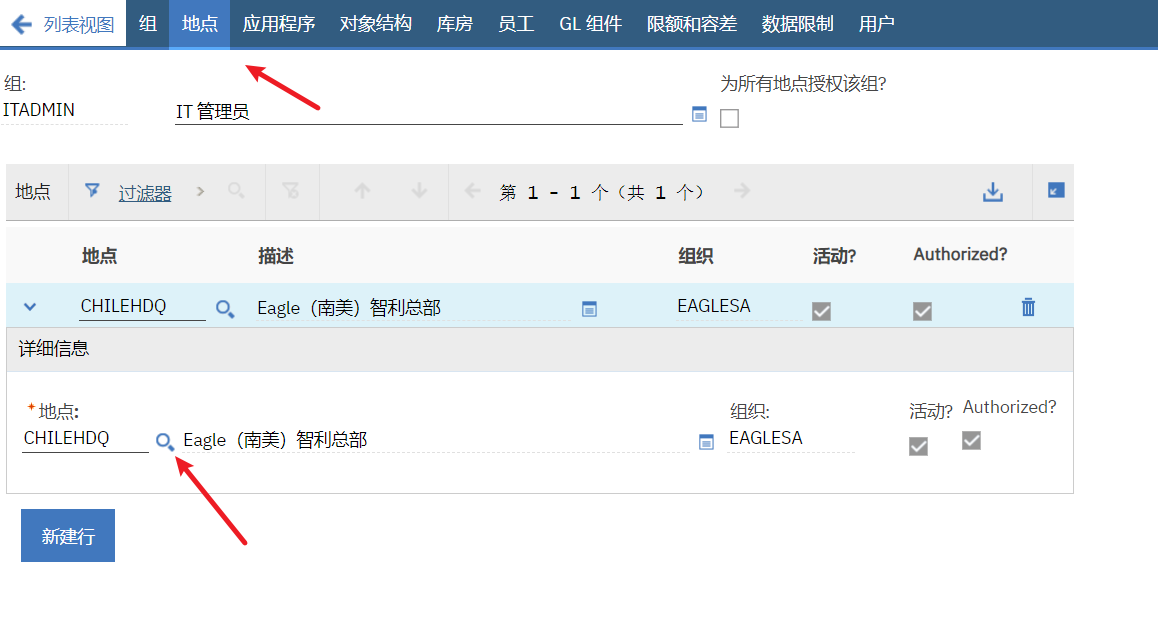 列表视图 组 地点 应用程序 对象结构 库房 员工 GL 组件 限额和容差 数据限制 用户
组: 为所有地点授权该组?
ITADMIN IT 管理员
地点 过滤器 第 1 - 1 个（共 1 个）
地点 描述 组织 活动? Authorized?
CHILEHDQ Eagle（南美）智利总部 EAGLESA
详细信息
*地点: 组织: 活动? Authorized?
CHILEHDQ Eagle（南美）智利总部 EAGLESA
新建行